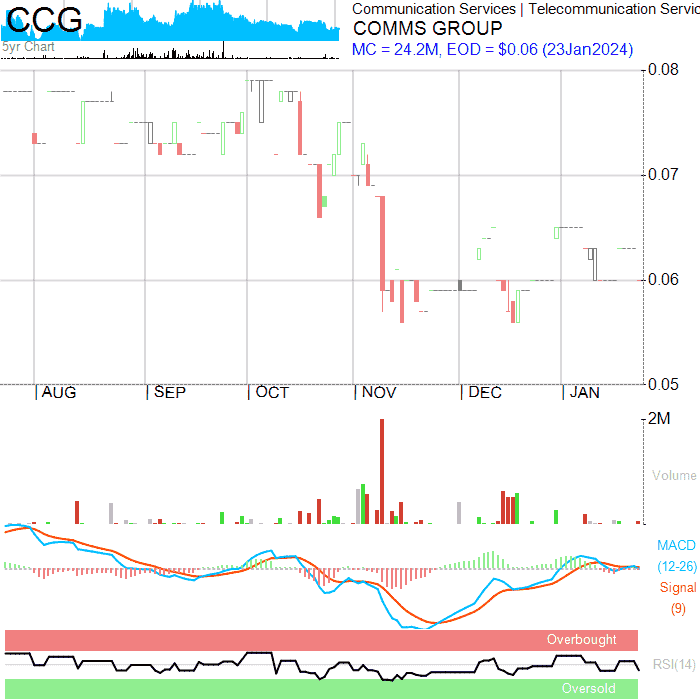 CCG
5yr Chart
Communication Services | Telecommunication Servic
COMMS GROUP
MC = 24.2M, EOD = $0.06 (23Jan2024)
0.08
0.07
0.06
0.05
|AUG |SEP |OCT |NOV |DEC |JAN
2M
Volume
MACD
(12-26)
Signal
(9)
Overbought
RSI(14)
Oversold